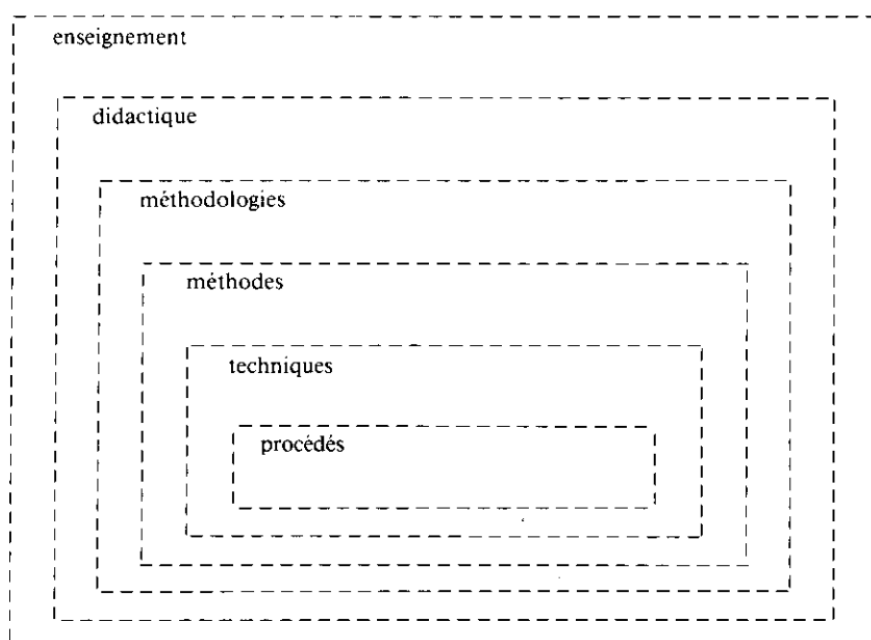 enseignement
didactique
méthodologies
méthodes
techniques
procédés